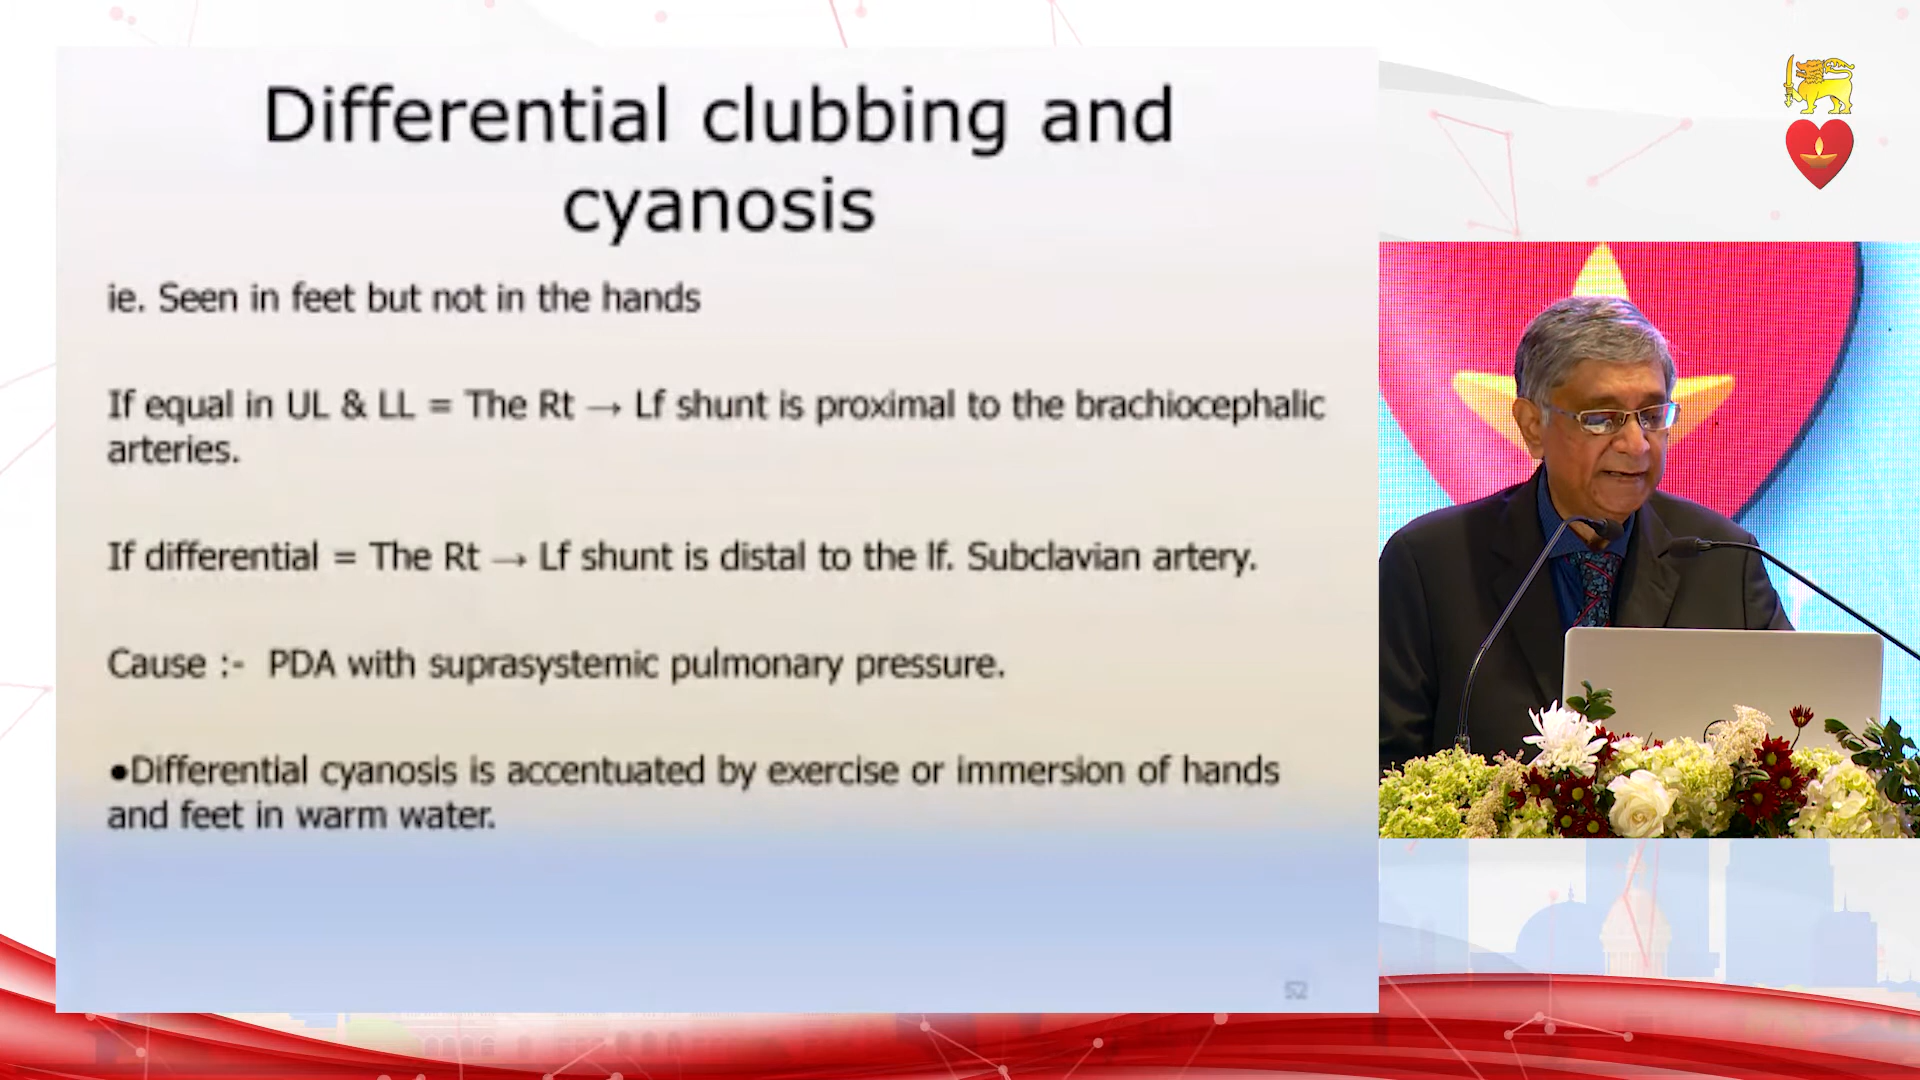 Differential clubbing and
cyanosis
ie. Seen in feet but not in the hands
If equal in UL & LL = The Rt → Lf shunt is proximal to the brachiocephalic
arteries.
If differential = The Rt → Lf shunt is distal to the lf. Subclavian artery.
Cause :- PDA with suprasystemic pulmonary pressure.
●Differential cyanosis is accentuated by exercise or immersion of hands
and feet in warm water.
52